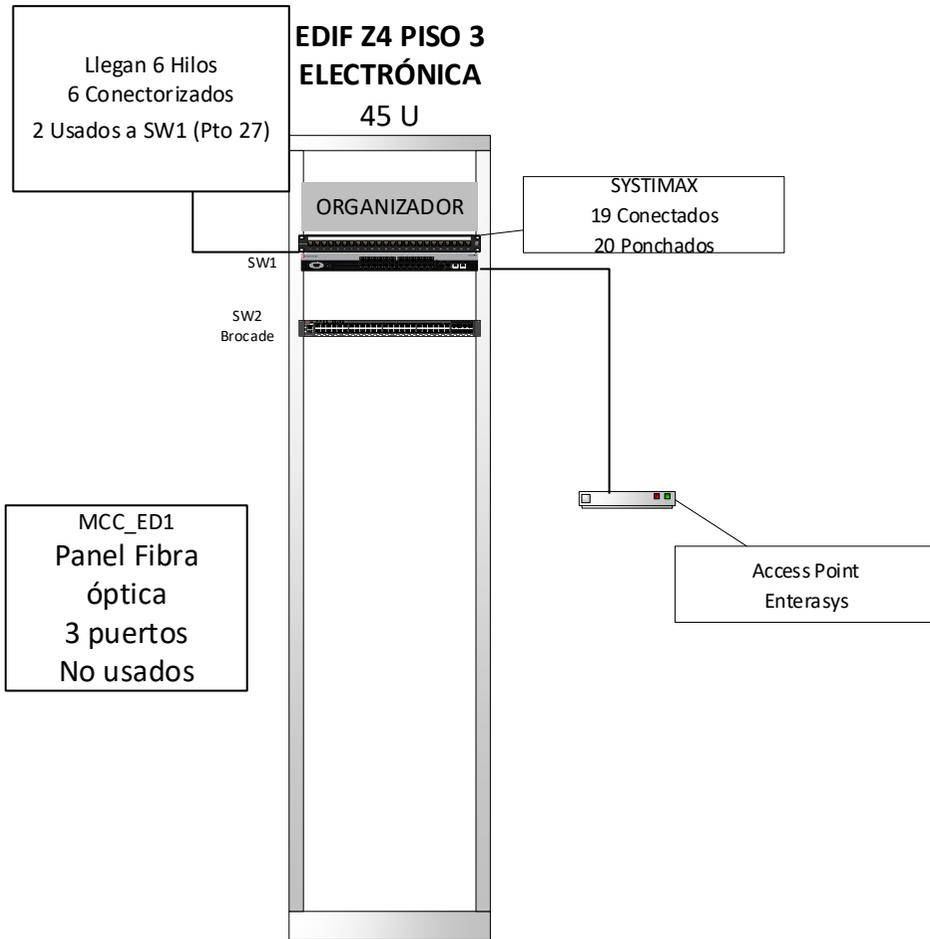 Llegan 6 Hilos
6 Conectorizados
2 Usados a SW1 (Pto 27)
EDIF Z4 PISO 3
ELECTRÓNICA
45 U
ORGANIZADOR
SYSTIMAX
19 Conectados
20 Ponchados
SW1
SW2
Brocade
MCC_ED1
Panel Fibra
óptica
3 puertos
No usados
Access Point
Enterasys